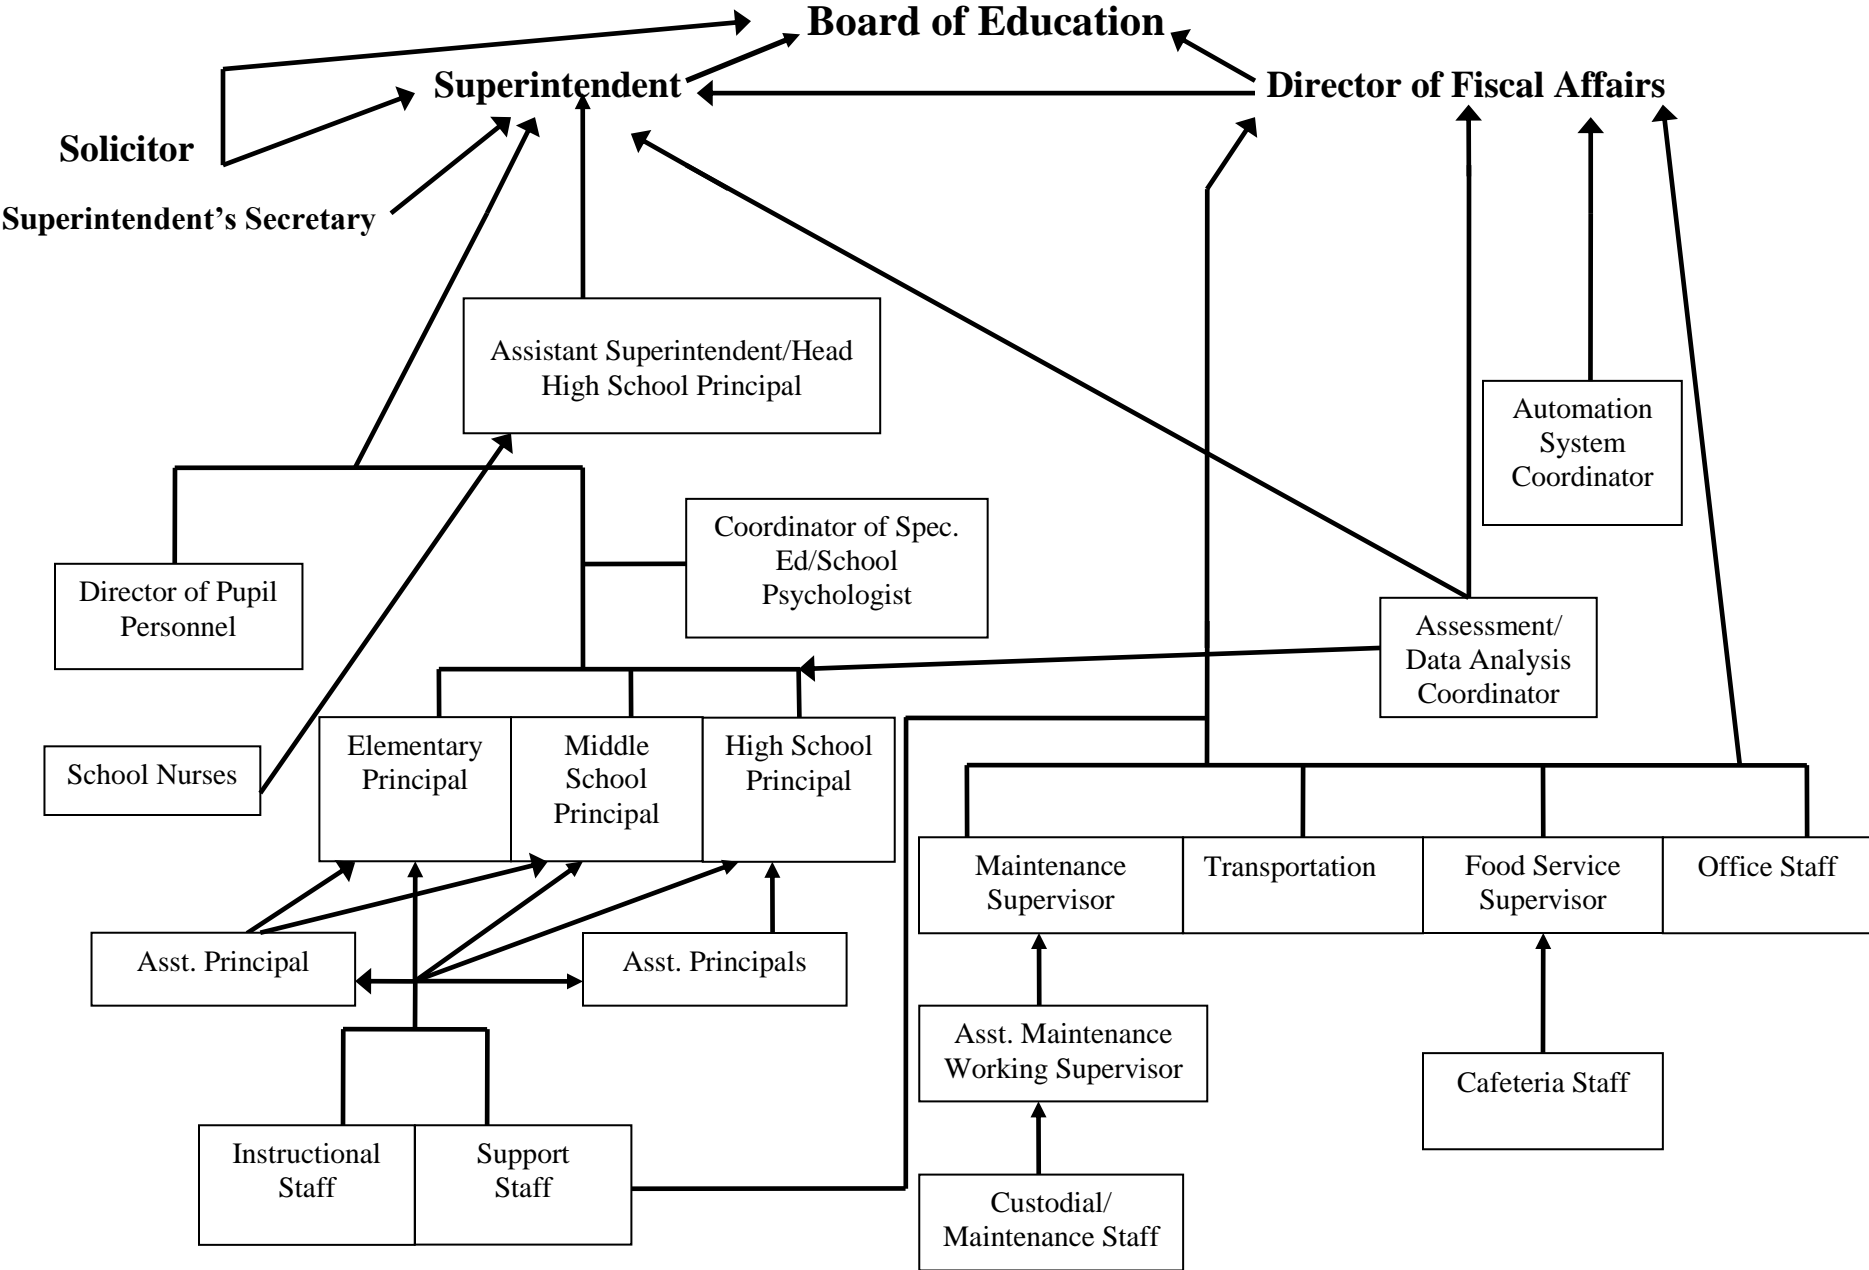 Board of Education
Superintendent
Director of Fiscal Affairs
Solicitor
Superintendent’s Secretary
Assistant Superintendent/Head
High School Principal
Automation
System
Coordinator
Coordinator of Spec.
Ed/School
Psychologist
Director of Pupil
Personnel
Assessment/
Data Analysis
Coordinator
School Nurses
Elementary
Principal
Middle
School
Principal
High School
Principal
Maintenance
Supervisor
Transportation
Food Service
Supervisor
Office Staff
Asst. Principal
Asst. Principals
Asst. Maintenance
Working Supervisor
Cafeteria Staff
Instructional
Staff
Support
Staff
Custodial/
Maintenance Staff